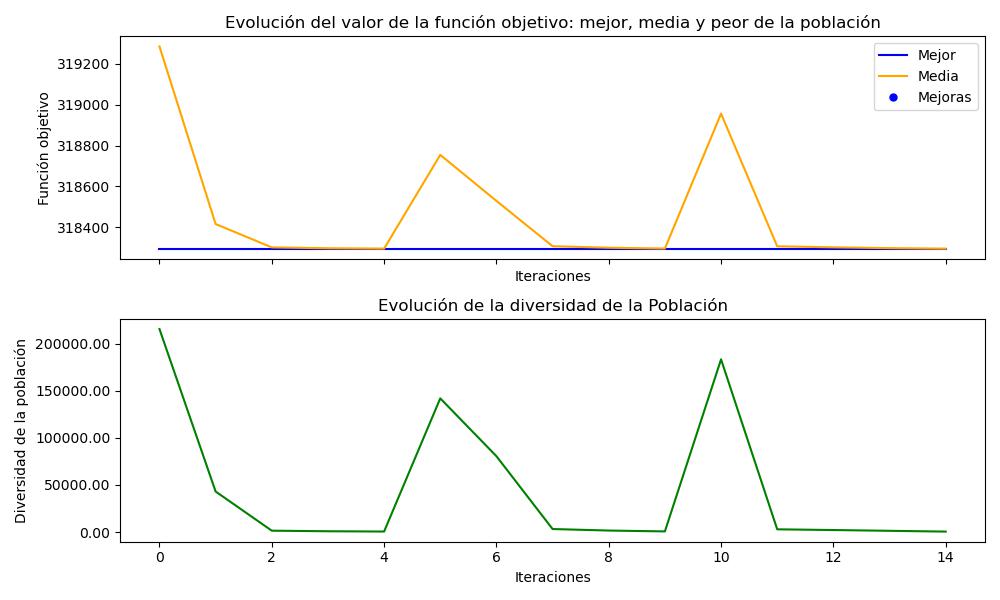 Evolución del valor de la función objetivo: mejor, media y peor de la población
319200
319000
318800
318600
318400
Función objetivo
Mejor
Media
Mejoras
Iteraciones
Evolución de la diversidad de la Población
200000.00
150000.00
100000.00
50000.00
0.00
Diversidad de la población
0 2 4 6 8 10 12 14
Iteraciones